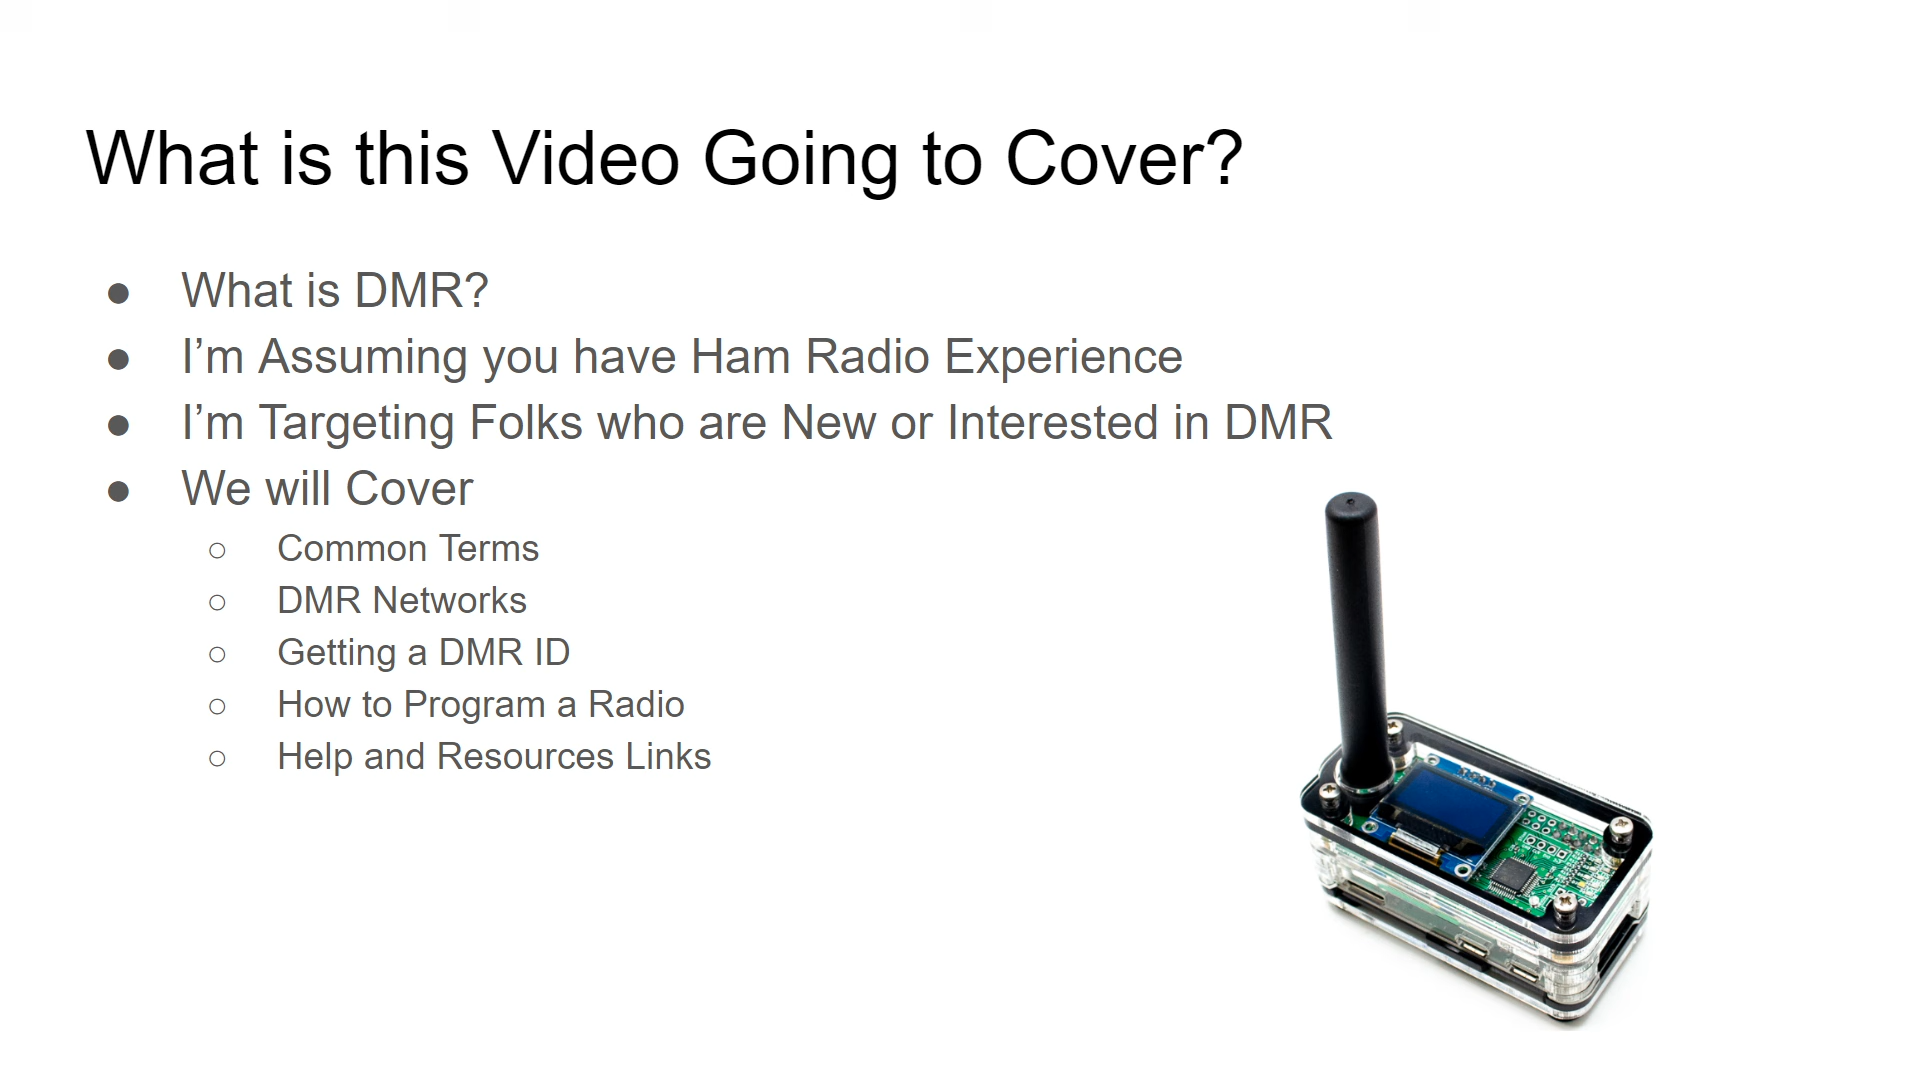 What is this Video Going to Cover?
● What is DMR?
● I’m Assuming you have Ham Radio Experience
● I’m Targeting Folks who are New or Interested in DMR
● We will Cover
○ Common Terms
○ DMR Networks
○ Getting a DMR ID
○ How to Program a Radio
○ Help and Resources Links